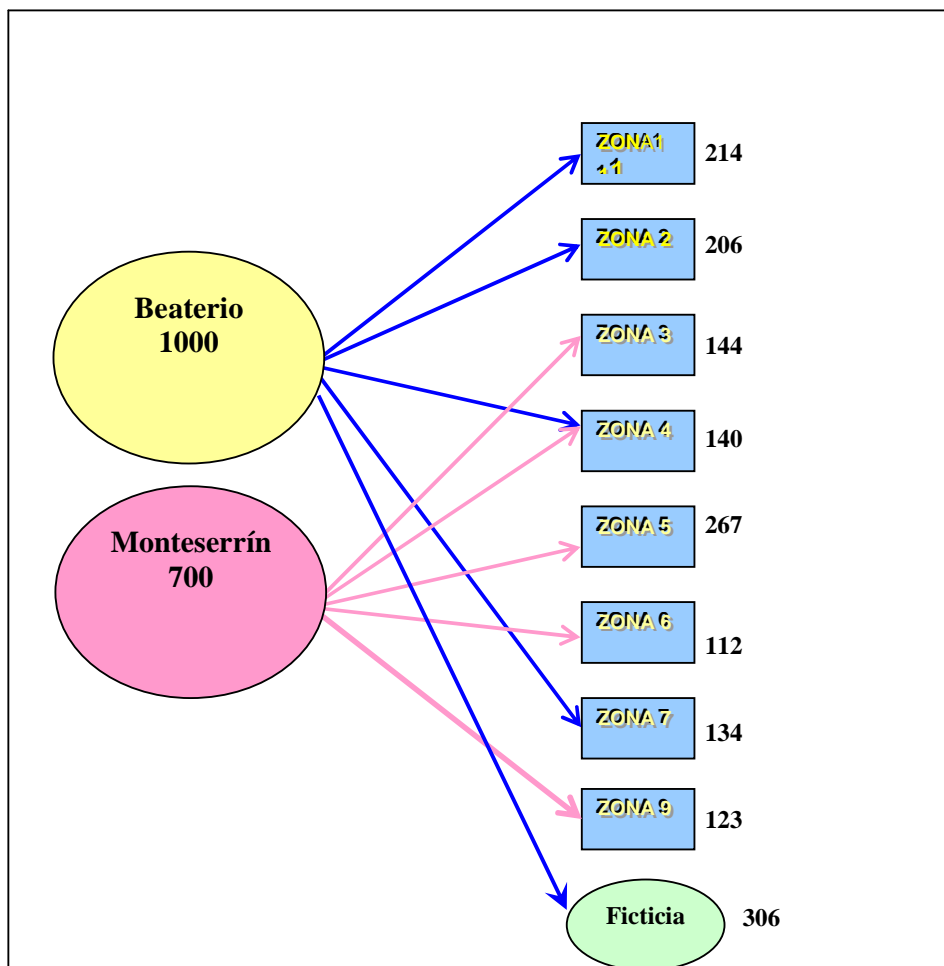 ZONA1
1
214
ZONA 2
206
Beaterio
1000
ZONA 3
144
ZONA 4
140
Monteserrín
700
ZONA 5
267
ZONA 6
112
ZONA 7
134
ZONA 9
123
Ficticia
306